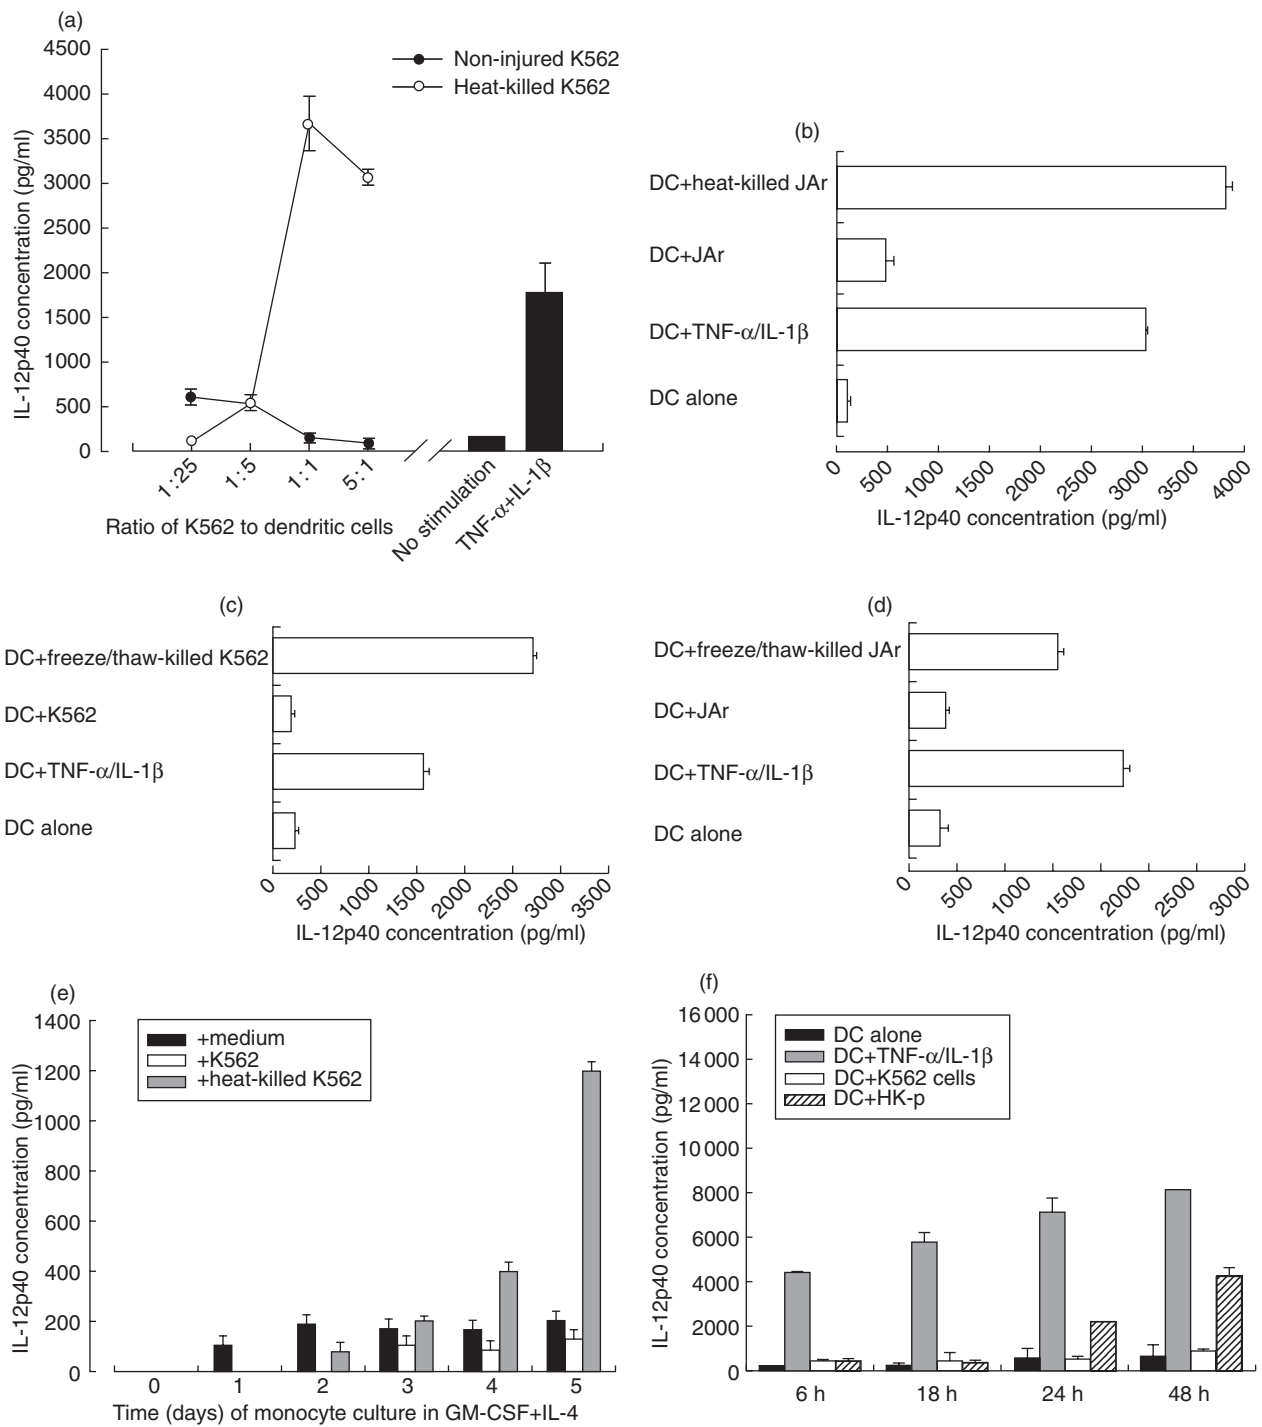 (a)
4500
4000
3500
3000
2500
2000
1500
1000
500
0
IL-12p40 concentration (pg/ml)
Non-injured K562
Heat-killed K562
1:25
1:5
1:1
5:1
No stimulation
TNF-α+IL-1β
Ratio of K562 to dendritic cells
(b)
DC+heat-killed JAr
DC+JAr
DC+TNF-α/IL-1β
DC alone
0
500
1000
1500
2000
2500
3000
3500
4000
IL-12p40 concentration (pg/ml)
(c)
DC+freeze/thaw-killed K562
DC+K562
DC+TNF-α/IL-1β
DC alone
0
500
1000
1500
2000
2500
3000
3500
IL-12p40 concentration (pg/ml)
(d)
DC+freeze/thaw-killed JAr
DC+JAr
DC+TNF-α/IL-1β
DC alone
0
500
1000
1500
2000
2500
3000
IL-12p40 concentration (pg/ml)
(e)
1400
1200
1000
800
600
400
200
0
IL-12p40 concentration (pg/ml)
+medium
+K562
+heat-killed K562
0 1 2 3 4 5
Time (days) of monocyte culture in GM-CSF+IL-4
(f)
16 000
14 000
12 000
10 000
8000
6000
4000
2000
0
IL-12p40 concentration (pg/ml)
DC alone
DC+TNF-α/IL-1β
DC+K562 cells
DC+HK-p
6 h 18 h 24 h 48 h